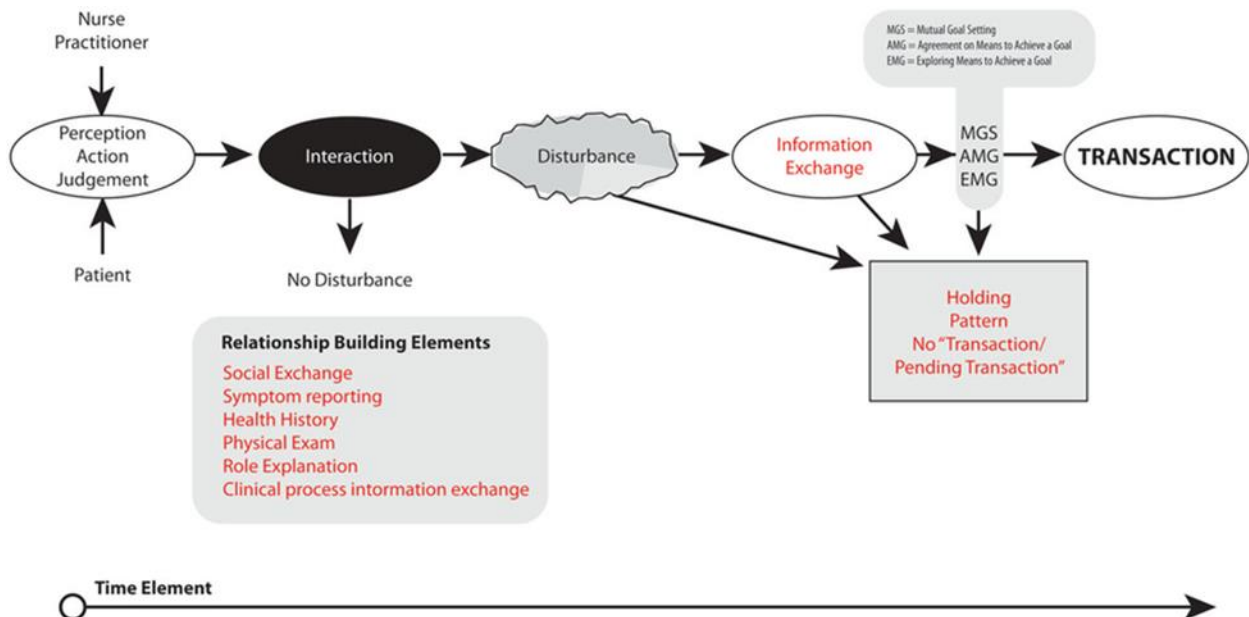 Nurse
Practitioner
MGS = Mutual Goal Setting
AMG = Agreement on Means to Achieve a Goal
EMG = Exploring Means to Achieve a Goal
Perception
Action
Judgement
Interaction
Disturbance
Information
Exchange
MGS
AMG
EMG
TRANSACTION
Patient
No Disturbance
Holding
Pattern
No “Transaction/
Pending Transaction”
Relationship Building Elements
Social Exchange
Symptom reporting
Health History
Physical Exam
Role Explanation
Clinical process intormation exchange
Time Element